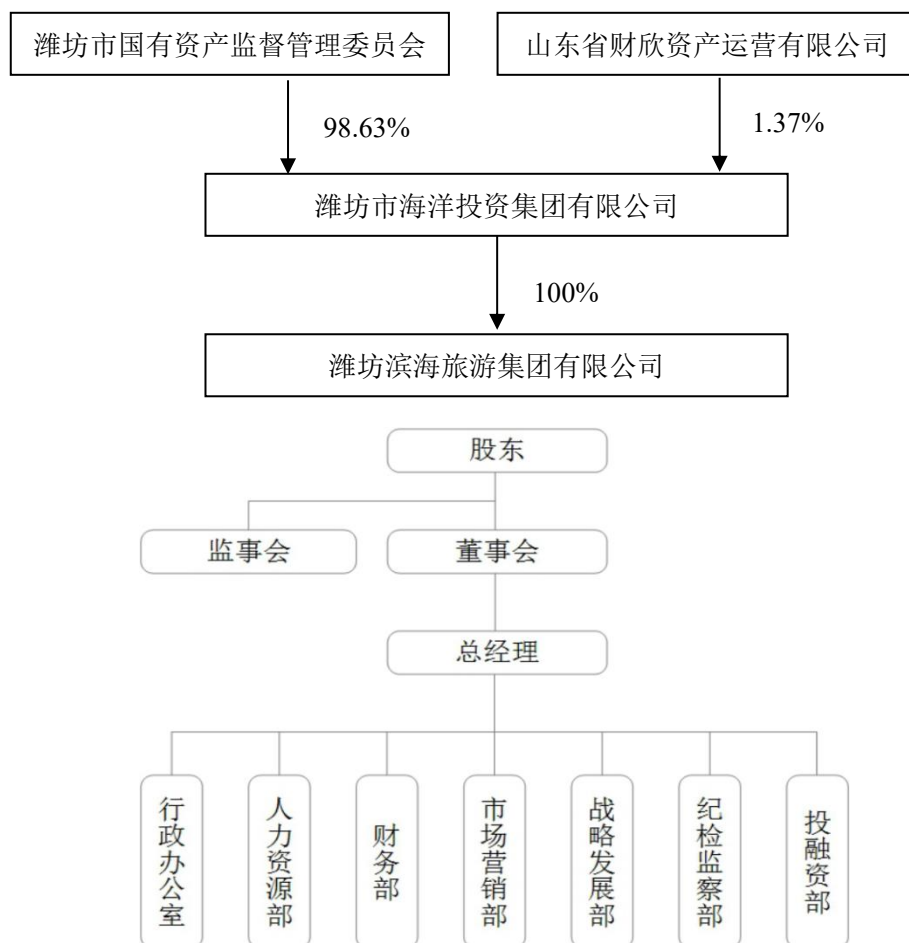 潍坊市国有资产监督管理委员会
山东省财欣资产运营有限公司
98.63%
1.37%
潍坊市海洋投资集团有限公司
100%
潍坊滨海旅游集团有限公司
股东
监事会
董事会
总经理
行政办公室
人力资源部
财务部
市场营销部
战略发展部
纪检监察部
投融资部